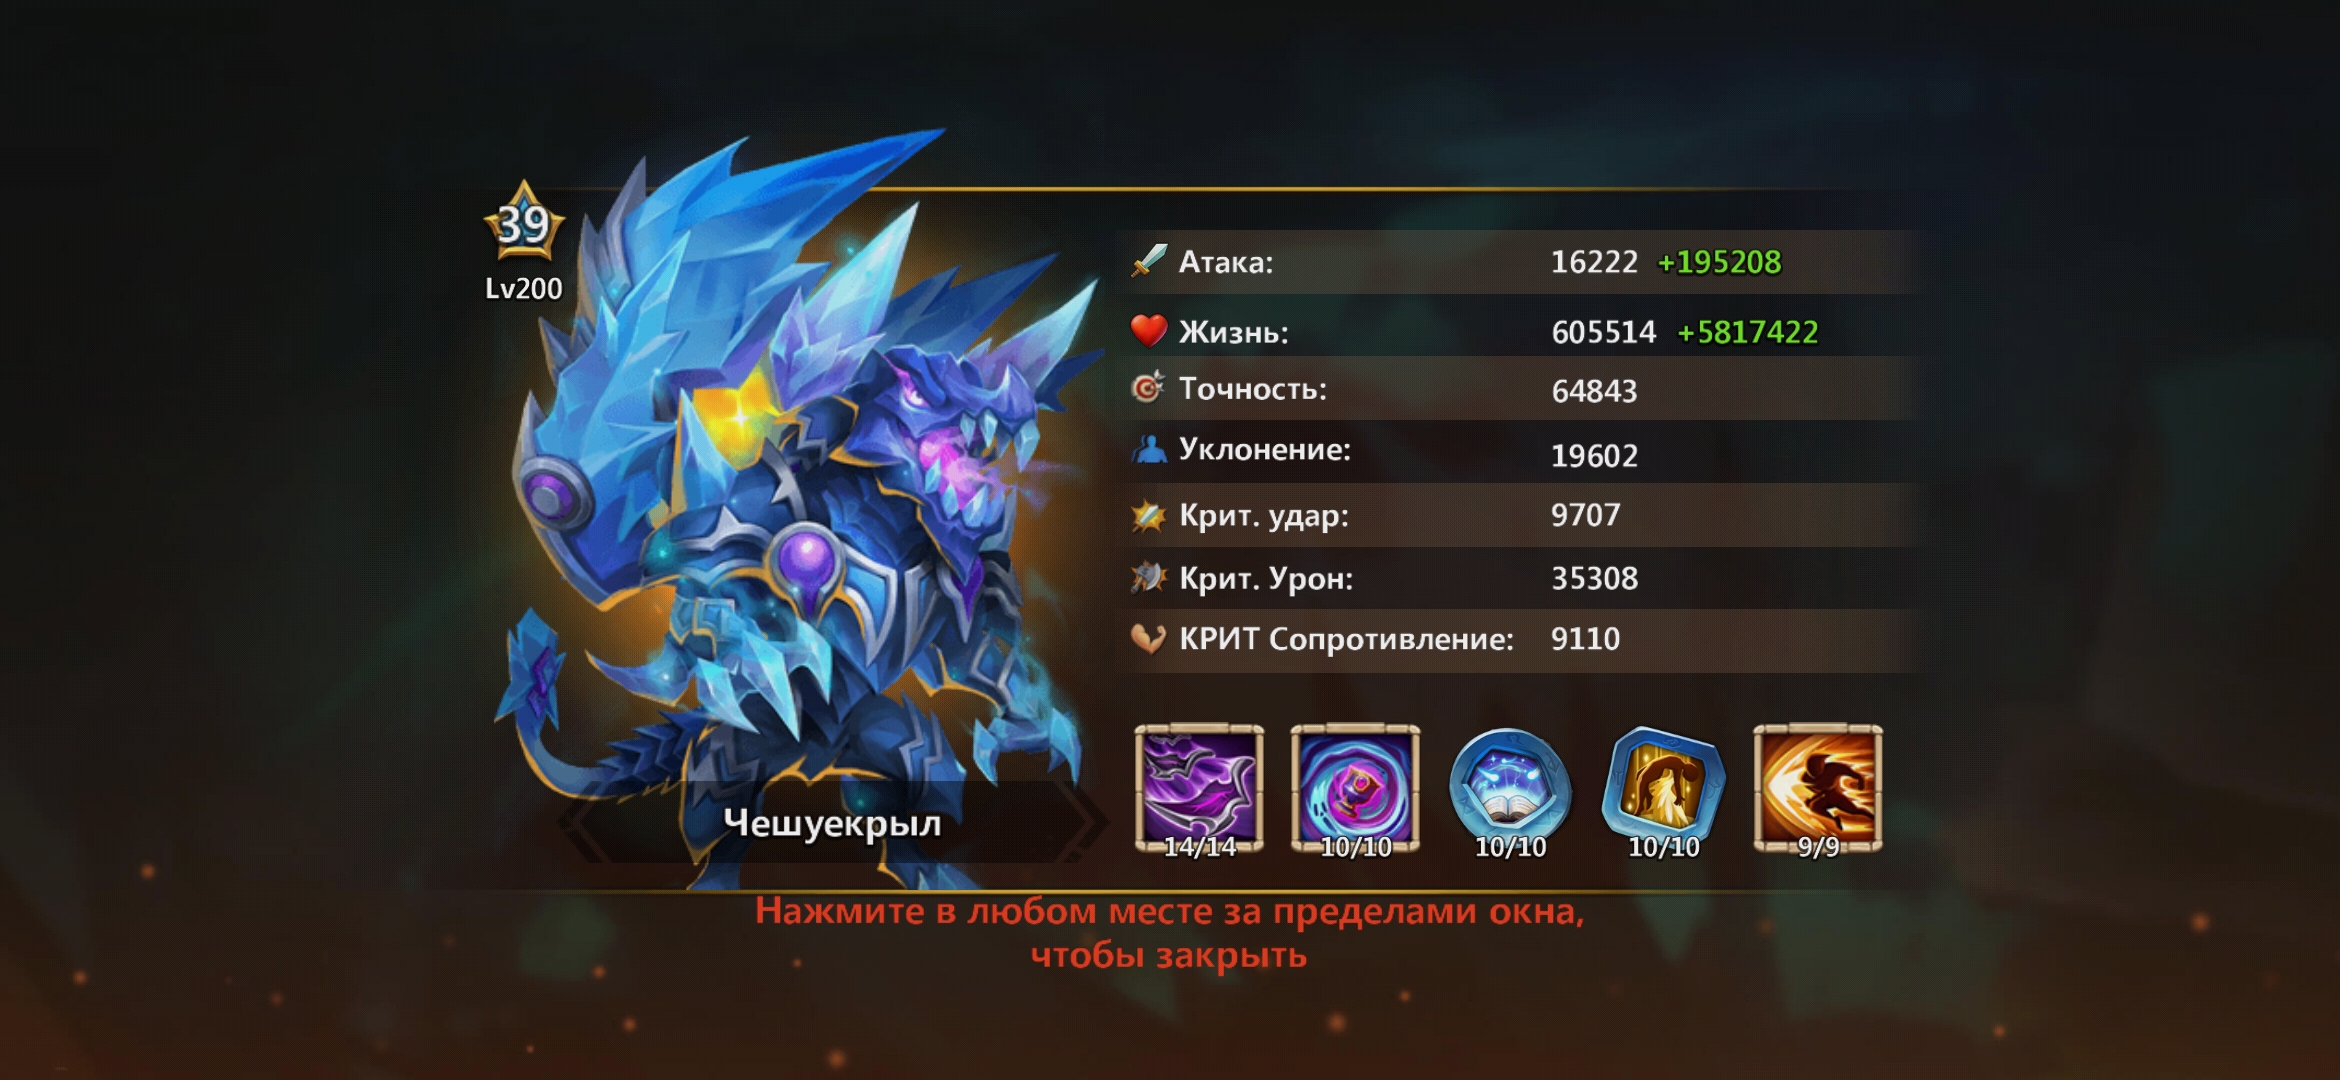 39
Lv200
Атака: 16222 +195208
Жизнь: 605514 +5817422
Точность: 64843
Уклонение: 19602
Крит. удар: 9707
Крит. Урон: 35308
КРИТ Сопротивление: 9110
Чешуекрыл
14/14 10/10 10/10 10/10 9/9
Нажмите в любом месте за пределами окна,
чтобы закрыть